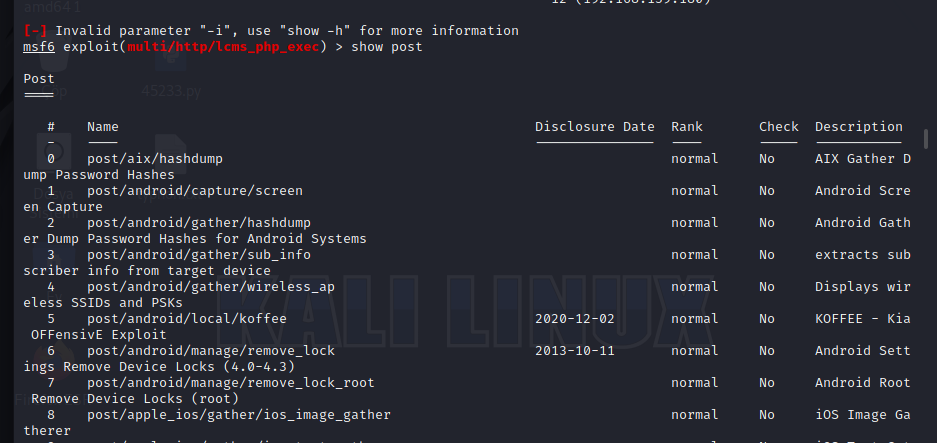 amd641
12 (192.168.139.180)
[-] Invalid parameter "-i", use "show -h" for more information
msf6 exploit(multi/http/lcms_php_exec) > show post
Post
====
45233.py
# Name Disclosure Date Rank Check Description
- ---- --------------- ---- ----- -----------
0 post/aix/hashdump normal No AIX Gather D
ump Password Hashes
1 post/android/capture/screen normal No Android Scre
en Capture
2 post/android/gather/hashdump normal No Android Gath
er Dump Password Hashes for Android Systems
3 post/android/gather/sub_info normal No extracts sub
scriber info from target device
4 post/android/gather/wireless_ap normal No Displays wir
eless SSIDs and PSKs
KALI LINUX
5 post/android/local/koffee 2020-12-02 normal No KOFFEE - Kia
OFFensivE Exploit
6 post/android/manage/remove_lock 2013-10-11 normal No Android Sett
ings Remove Device Locks (4.0-4.3)
7 post/android/manage/remove_lock_root normal No Android Root
Remove Device Locks (root)
8 post/apple_ios/gather/ios_image_gather normal No iOS Image Ga
therer